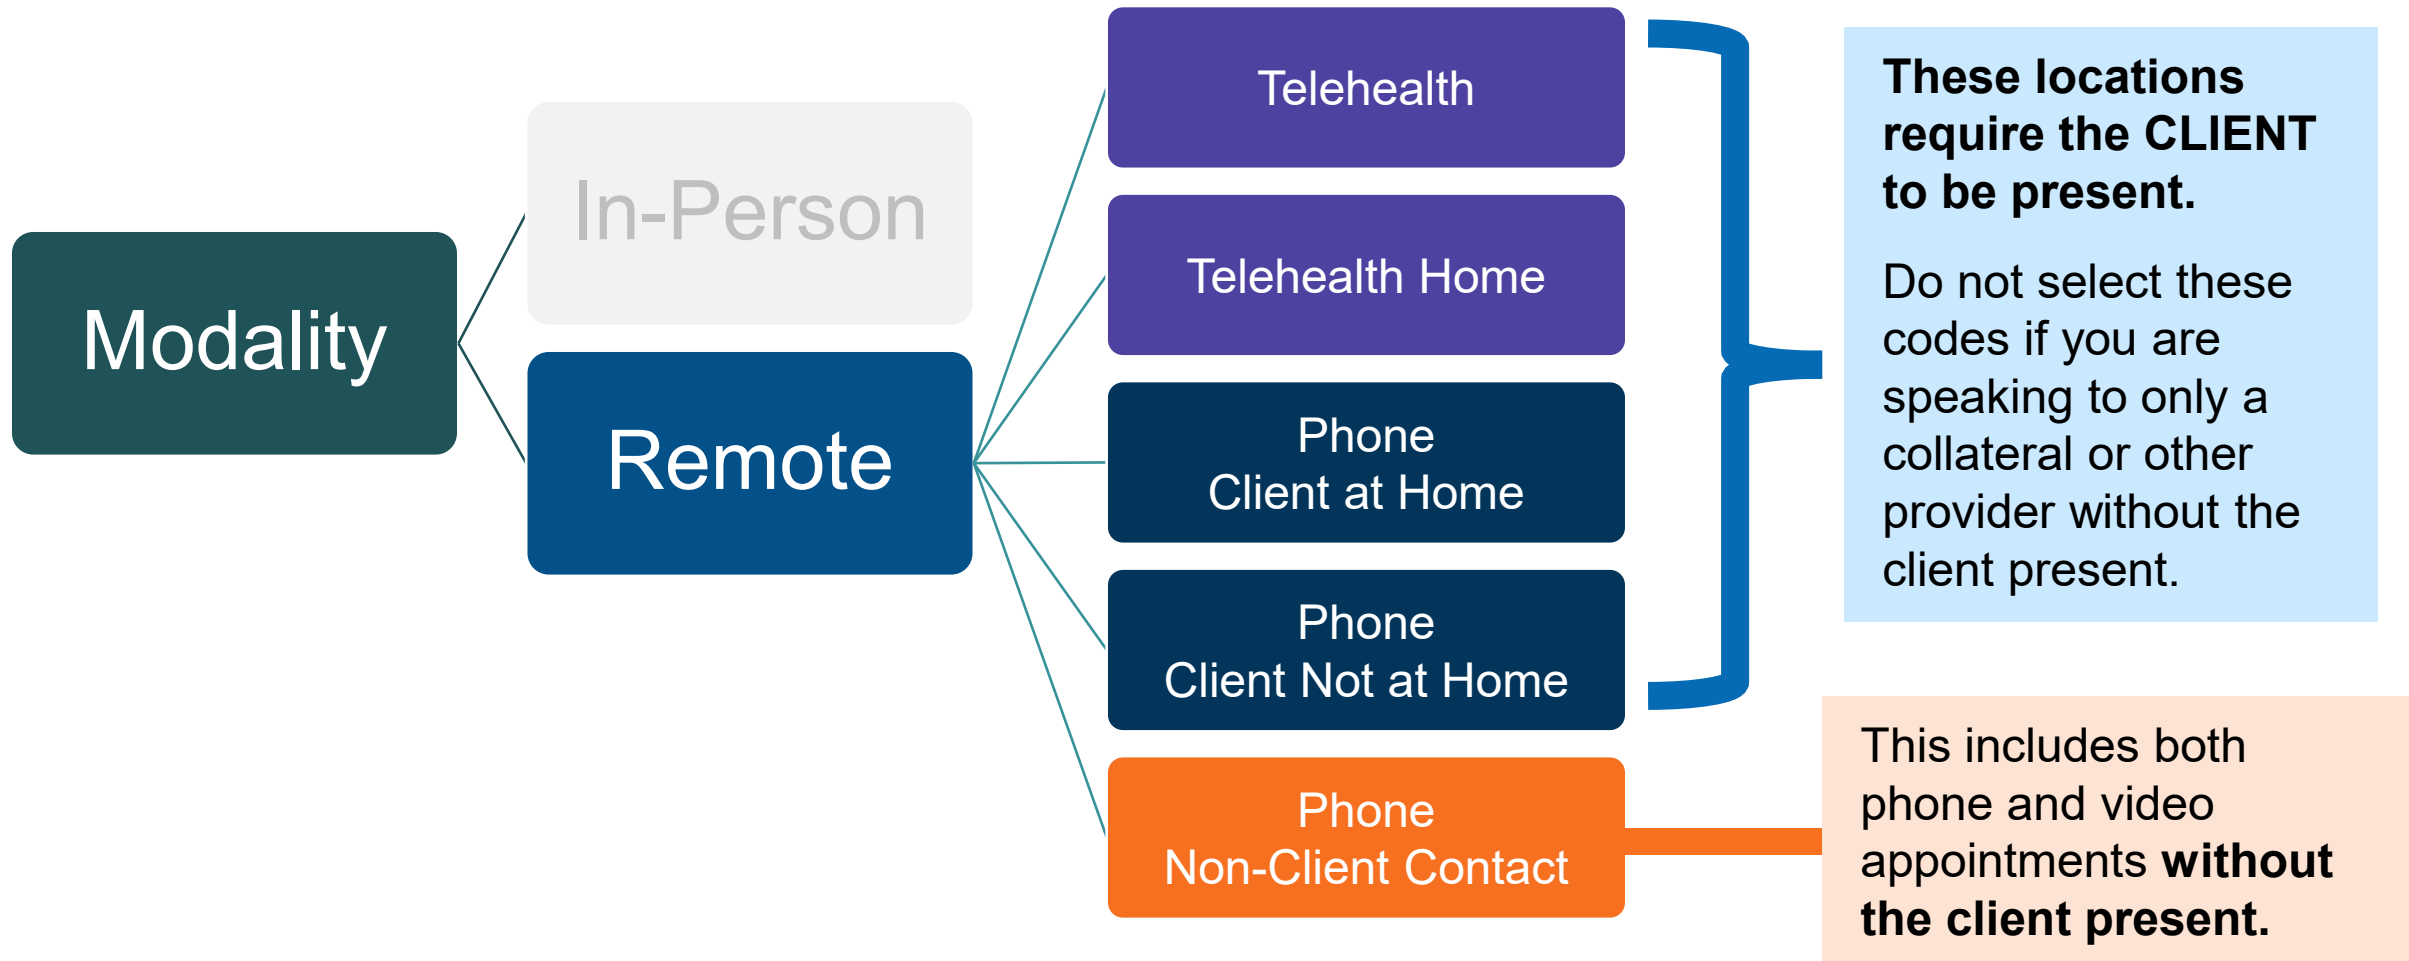 Modality
In-Person
Remote
Telehealth
Telehealth Home
Phone
Client at Home
Phone
Client Not at Home
Phone
Non-Client Contact
These locations
require the CLIENT
to be present.
Do not select these
codes if you are
speaking to only a
collateral or other
provider without the
client present.
This includes both
phone and video
appointments without
the client present.